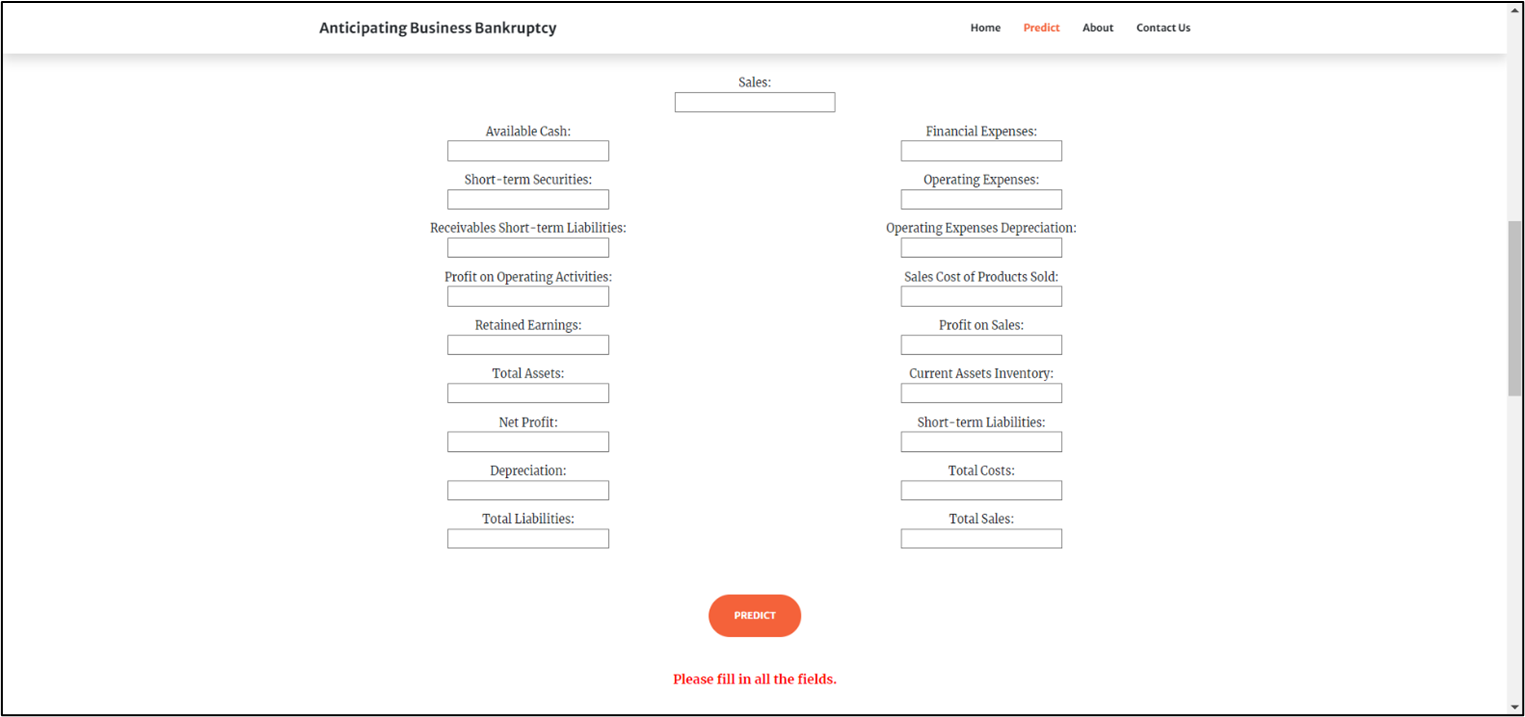 Anticipating Business Bankruptcy
Home Predict About Contact Us
Sales:
Available Cash:
Financial Expenses:
Short-term Securities:
Operating Expenses:
Receivables Short-term Liabilities:
Operating Expenses Depreciation:
Profit on Operating Activities:
Sales Cost of Products Sold:
Retained Earnings:
Profit on Sales:
Total Assets:
Current Assets Inventory:
Net Profit:
Short-term Liabilities:
Depreciation:
Total Costs:
Total Liabilities:
Total Sales:
PREDICT
Please fill in all the fields.